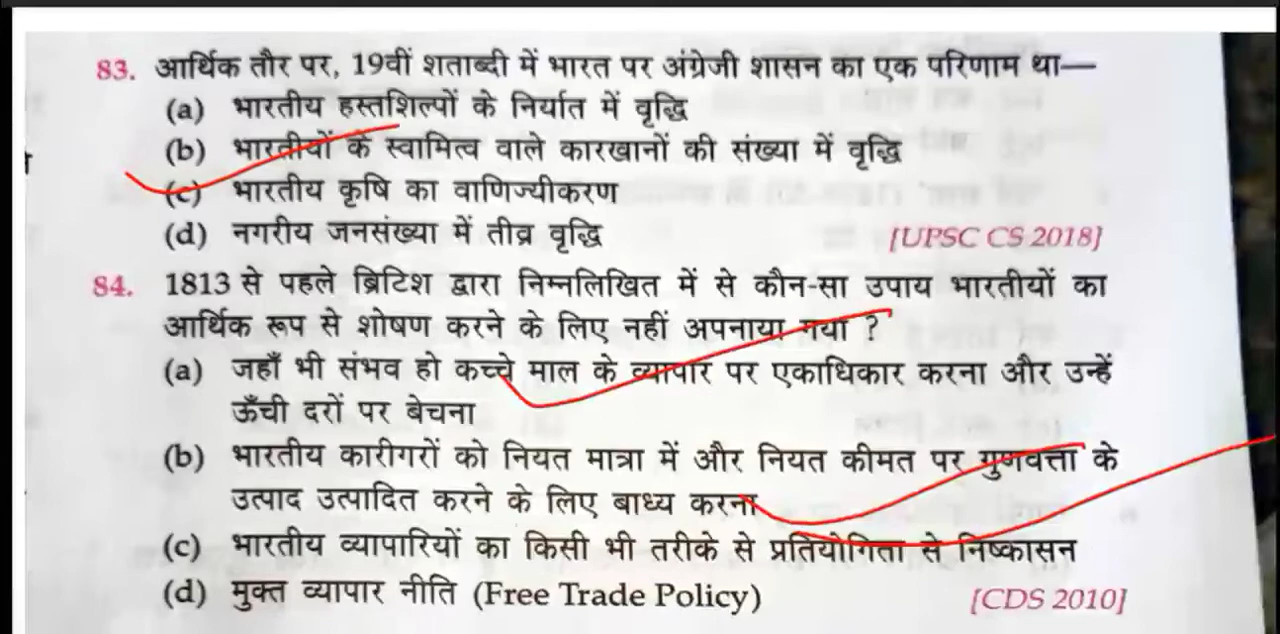 83. आर्थिक तौर पर, 19वीं शताब्दी में भारत पर अंग्रेजी शासन का एक परिणाम था—
(a) भारतीय हस्तशिल्पों के निर्यात में वृद्धि
(b) भारतीयों के स्वामित्व वाले कारखानों की संख्या में वृद्धि
(c) भारतीय कृषि का वाणिज्यीकरण
(d) नगरीय जनसंख्या में तीव्र वृद्धि [UPSC CS 2018]
84. 1813 से पहले ब्रिटिश द्वारा निम्नलिखित में से कौन-सा उपाय भारतीयों का
आर्थिक रूप से शोषण करने के लिए नहीं अपनाया गया ?
(a) जहाँ भी संभव हो कच्चे माल के व्यापार पर एकाधिकार करना और उन्हें
ऊँची दरों पर बेचना
(b) भारतीय कारीगरों को नियत मात्रा में और नियत कीमत पर गुणवत्ता के
उत्पाद उत्पादित करने के लिए बाध्य करना
(c) भारतीय व्यापारियों का किसी भी तरीके से प्रतियोगिता से निष्कासन
(d) मुक्त व्यापार नीति (Free Trade Policy) [CDS 2010]